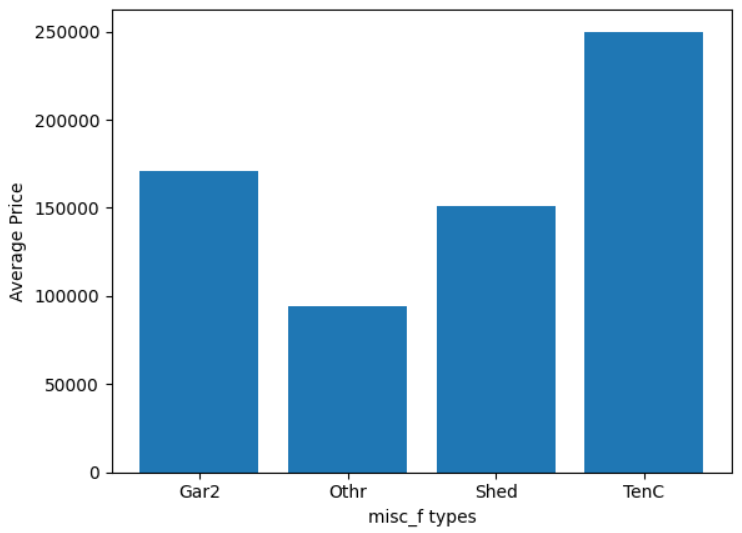 250000
200000
150000
100000
50000
0
Average Price
Gar2 Othr Shed TenC
misc_f types